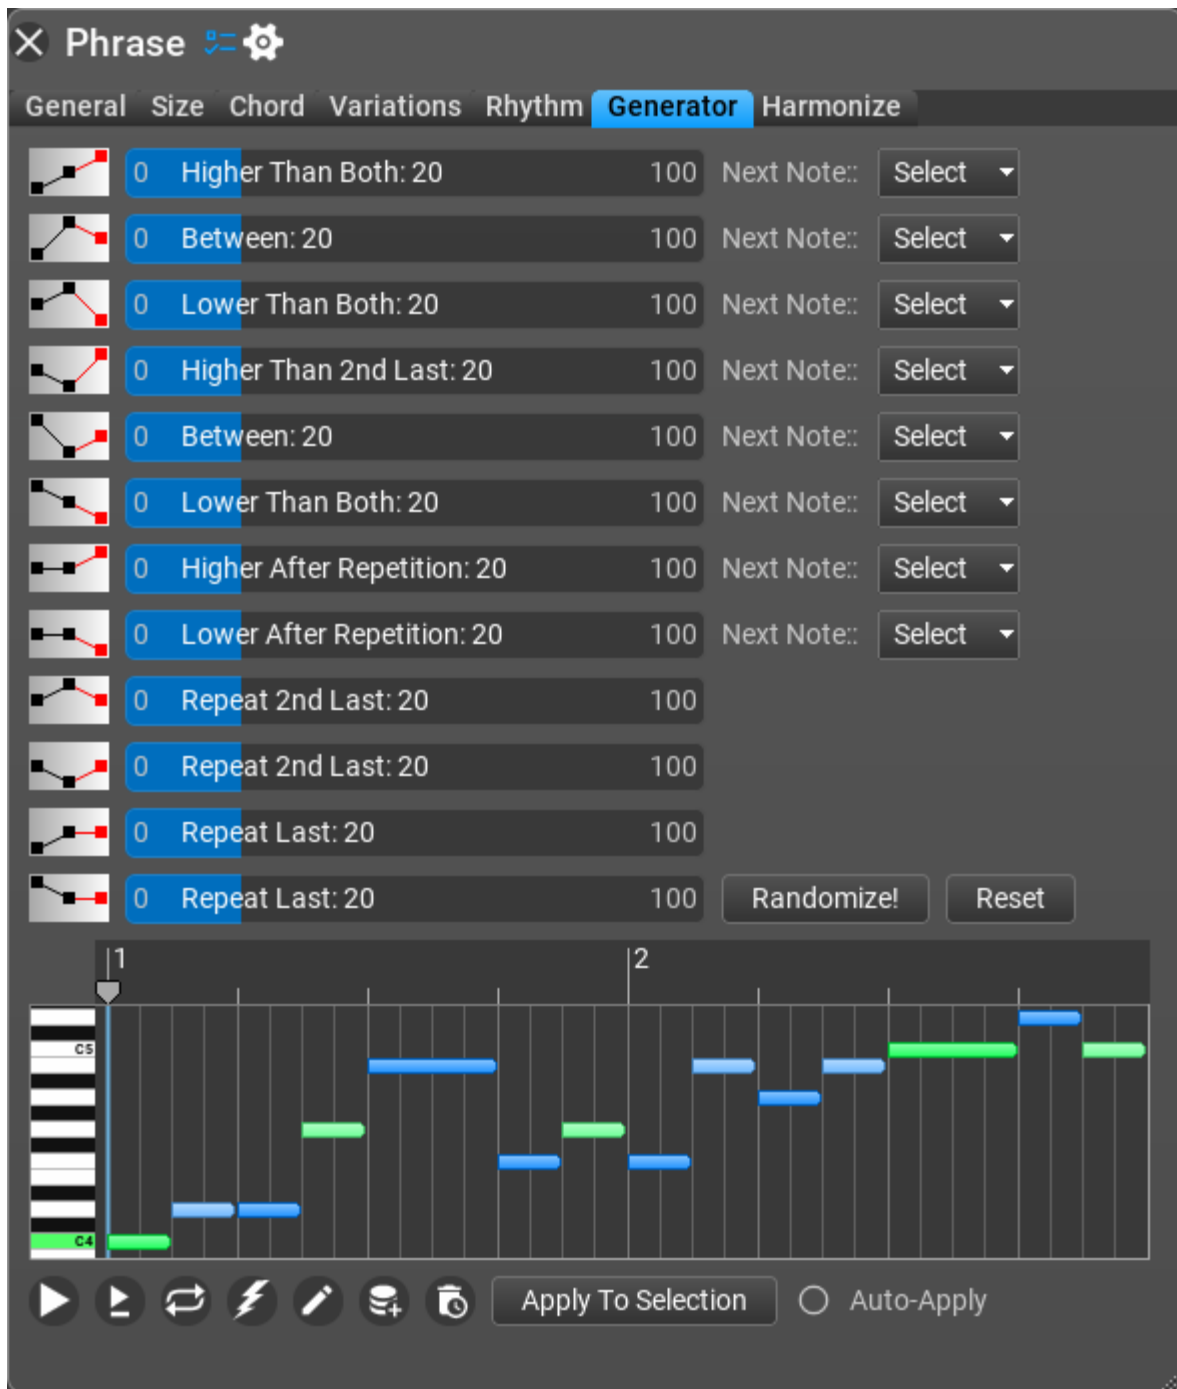 Phrase
General Size Chord Variations Rhythm Generator Harmonize
0 Higher Than Both: 20 100 Next Note:: Select
0 Between: 20 100 Next Note:: Select
0 Lower Than Both: 20 100 Next Note:: Select
0 Higher Than 2nd Last: 20 100 Next Note:: Select
0 Between: 20 100 Next Note:: Select
0 Lower Than Both: 20 100 Next Note:: Select
0 Higher After Repetition: 20 100 Next Note:: Select
0 Lower After Repetition: 20 100 Next Note:: Select
0 Repeat 2nd Last: 20 100
0 Repeat 2nd Last: 20 100
0 Repeat Last: 20 100
0 Repeat Last: 20 100 Randomize! Reset
1 2
C5
C4
Apply To Selection Auto-Apply